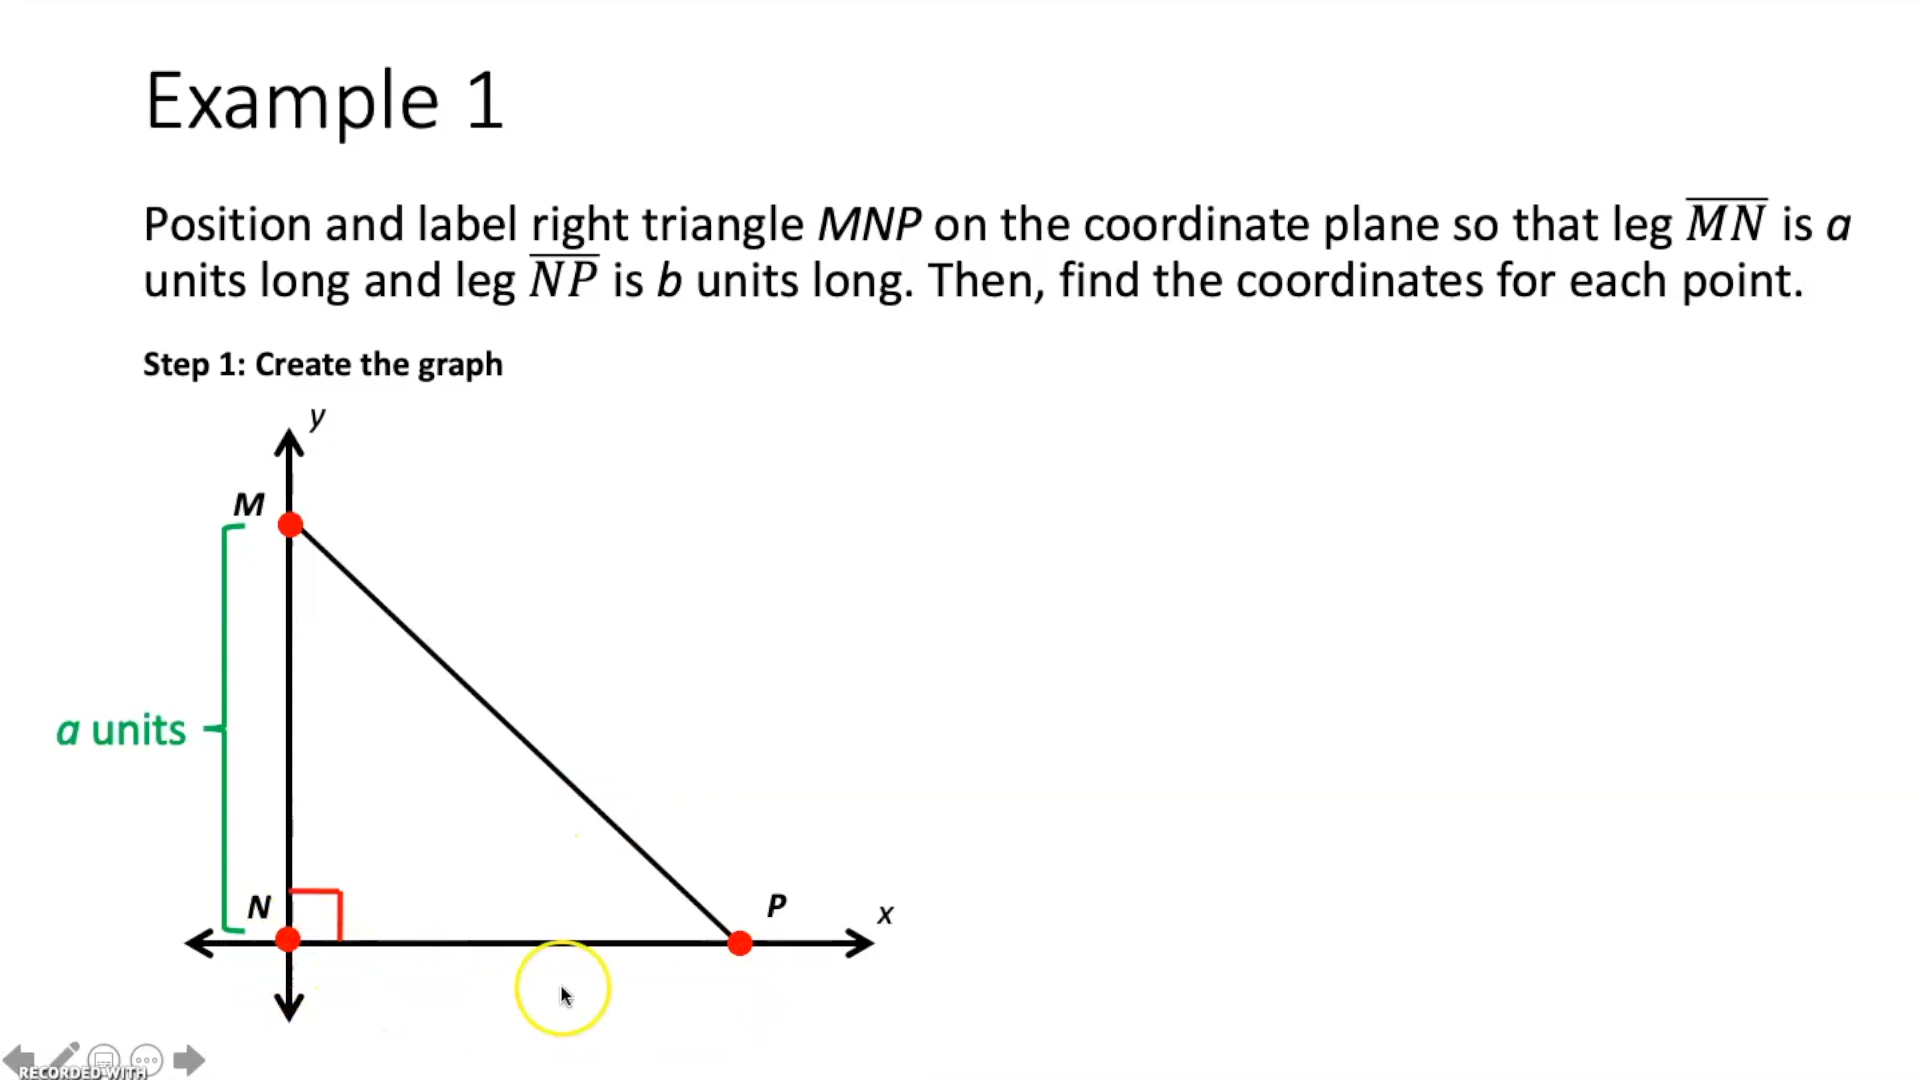 Example 1
Position and label right triangle MNP on the coordinate plane so that leg MN is a
units long and leg NP is b units long. Then, find the coordinates for each point.
Step 1: Create the graph
y
M
a units
N
P
x
RECORDED WITH